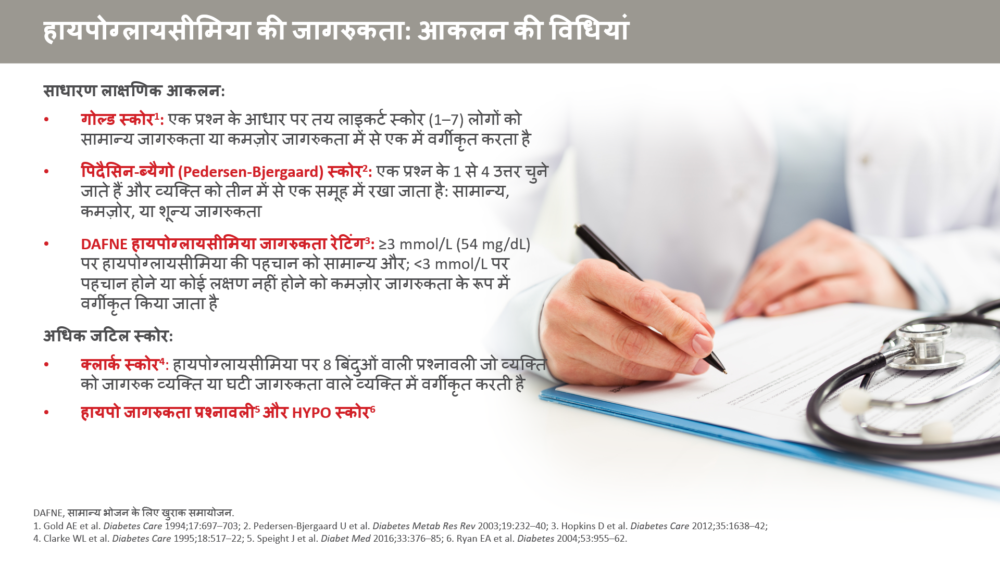 हायपोग्लायसीमिया की जागरुकता: आकलन की विधियां
साधारण लाक्षणिक आकलन:
• गोल्ड स्कोर¹: एक प्रश्न के आधार पर तय लाइकर्ट स्कोर (1–7) लोगों को
सामान्य जागरुकता या कमज़ोर जागरुकता में से एक में वर्गीकृत करता है
• पिदैसिन-ब्यैगो (Pedersen-Bjergaard) स्कोर²: एक प्रश्न के 1 से 4 उत्तर चुने
जाते हैं और व्यक्ति को तीन में से एक समूह में रखा जाता है: सामान्य,
कमज़ोर, या शून्य जागरुकता
• DAFNE हायपोग्लायसीमिया जागरुकता रेटिंग³: ≥3 mmol/L (54 mg/dL)
पर हायपोग्लायसीमिया की पहचान को सामान्य और; <3 mmol/L पर
पहचान होने या कोई लक्षण नहीं होने को कमज़ोर जागरुकता के रूप में
वर्गीकृत किया जाता है
अधिक जटिल स्कोर:
• क्लार्क स्कोर⁴: हायपोग्लायसीमिया पर 8 बिंदुओं वाली प्रश्नावली जो व्यक्ति
को जागरुक व्यक्ति या घटी जागरुकता वाले व्यक्ति में वर्गीकृत करती है
• हायपो जागरुकता प्रश्नावली⁵ और HYPO स्कोर⁶
DAFNE, सामान्य भोजन के लिए खुराक समायोजन.
1. Gold AE et al. Diabetes Care 1994;17:697–703; 2. Pedersen-Bjergaard U et al. Diabetes Metab Res Rev 2003;19:232–40; 3. Hopkins D et al. Diabetes Care 2012;35:1638–42;
4. Clarke WL et al. Diabetes Care 1995;18:517–22; 5. Speight J et al. Diabet Med 2016;33:376–85; 6. Ryan EA et al. Diabetes 2004;53:955–62.